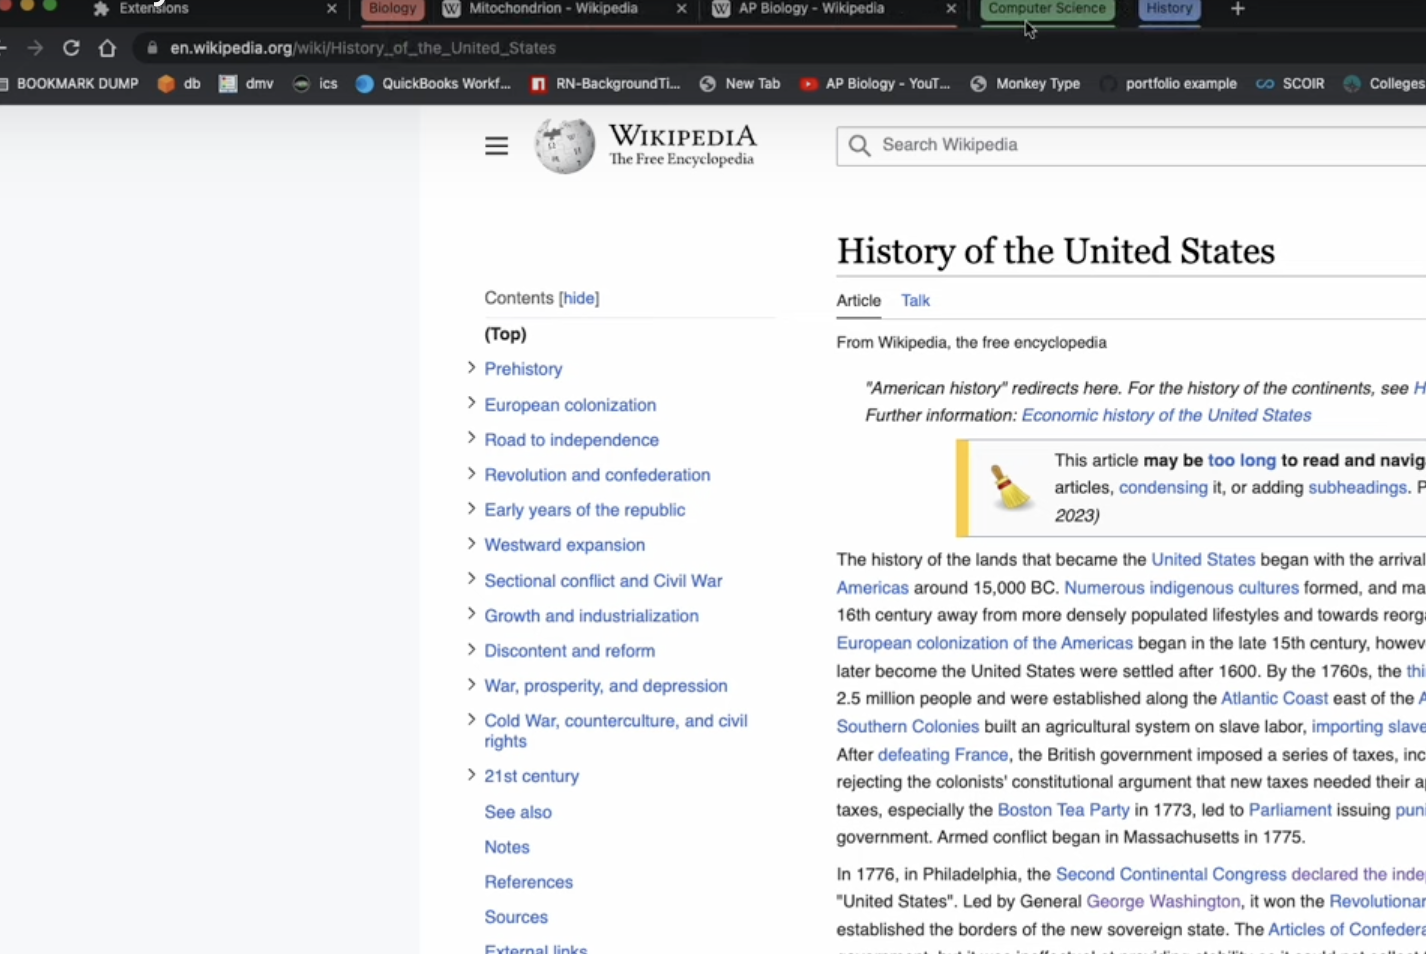 Extensions
Biology
Mitochondrion - Wikipedia
AP Biology - Wikipedia
Computer Science
History
en.wikipedia.org/wiki/History_of_the_United_States
BOOKMARK DUMP
db
dmv
ics
QuickBooks Workf...
RN-BackgroundTi...
New Tab
AP Biology - YouT...
Monkey Type
portfolio example
SCOIR
Colleges
WIKIPEDIA
The Free Encyclopedia
Search Wikipedia
Contents [hide]
(Top)
Prehistory
European colonization
Road to independence
Revolution and confederation
Early years of the republic
Westward expansion
Sectional conflict and Civil War
Growth and industrialization
Discontent and reform
War, prosperity, and depression
Cold War, counterculture, and civil
rights
21st century
See also
Notes
References
Sources
External links
History of the United States
Article Talk
From Wikipedia, the free encyclopedia
"American history" redirects here. For the history of the continents, see H
Further information: Economic history of the United States
This article may be too long to read and navig
articles, condensing it, or adding subheadings. P
2023)
The history of the lands that became the United States began with the arrival
Americas around 15,000 BC. Numerous indigenous cultures formed, and ma
16th century away from more densely populated lifestyles and towards reorga
European colonization of the Americas began in the late 15th century, howev
later become the United States were settled after 1600. By the 1760s, the thi
2.5 million people and were established along the Atlantic Coast east of the A
Southern Colonies built an agricultural system on slave labor, importing slave
After defeating France, the British government imposed a series of taxes, inc
rejecting the colonists' constitutional argument that new taxes needed their a
taxes, especially the Boston Tea Party in 1773, led to Parliament issuing puni
government. Armed conflict began in Massachusetts in 1775.
In 1776, in Philadelphia, the Second Continental Congress declared the inde
"United States". Led by General George Washington, it won the Revolutionar
established the borders of the new sovereign state. The Articles of Confedera